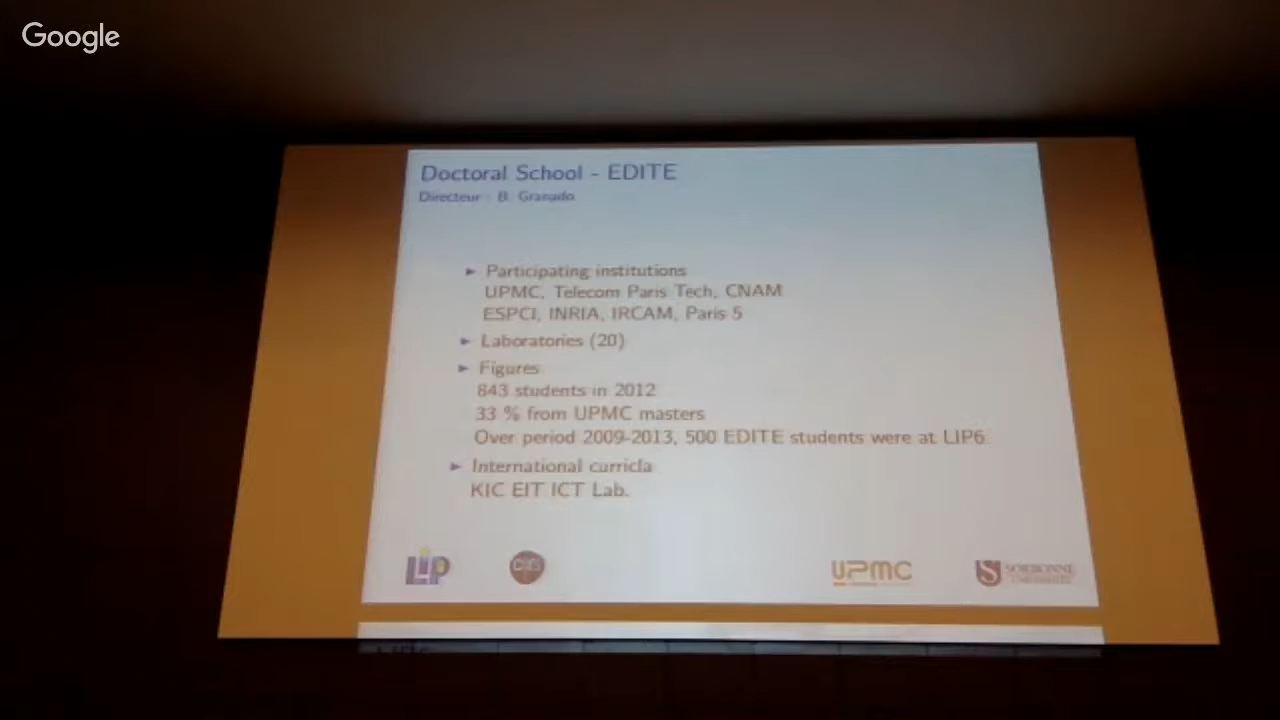 Google
Doctoral School - EDITE
Directeur : B. Granado
► Participating institutions
UPMC, Telecom Paris Tech, CNAM
ESPCI, INRIA, IRCAM, Paris 5
► Laboratories (20)
► Figures
843 students in 2012
33 % from UPMC masters
Over period 2009-2013, 500 EDITE students were at LIP6
► International curricla
KIC EIT ICT Lab.
LIP
cnrs
UPMC
SORBONNE